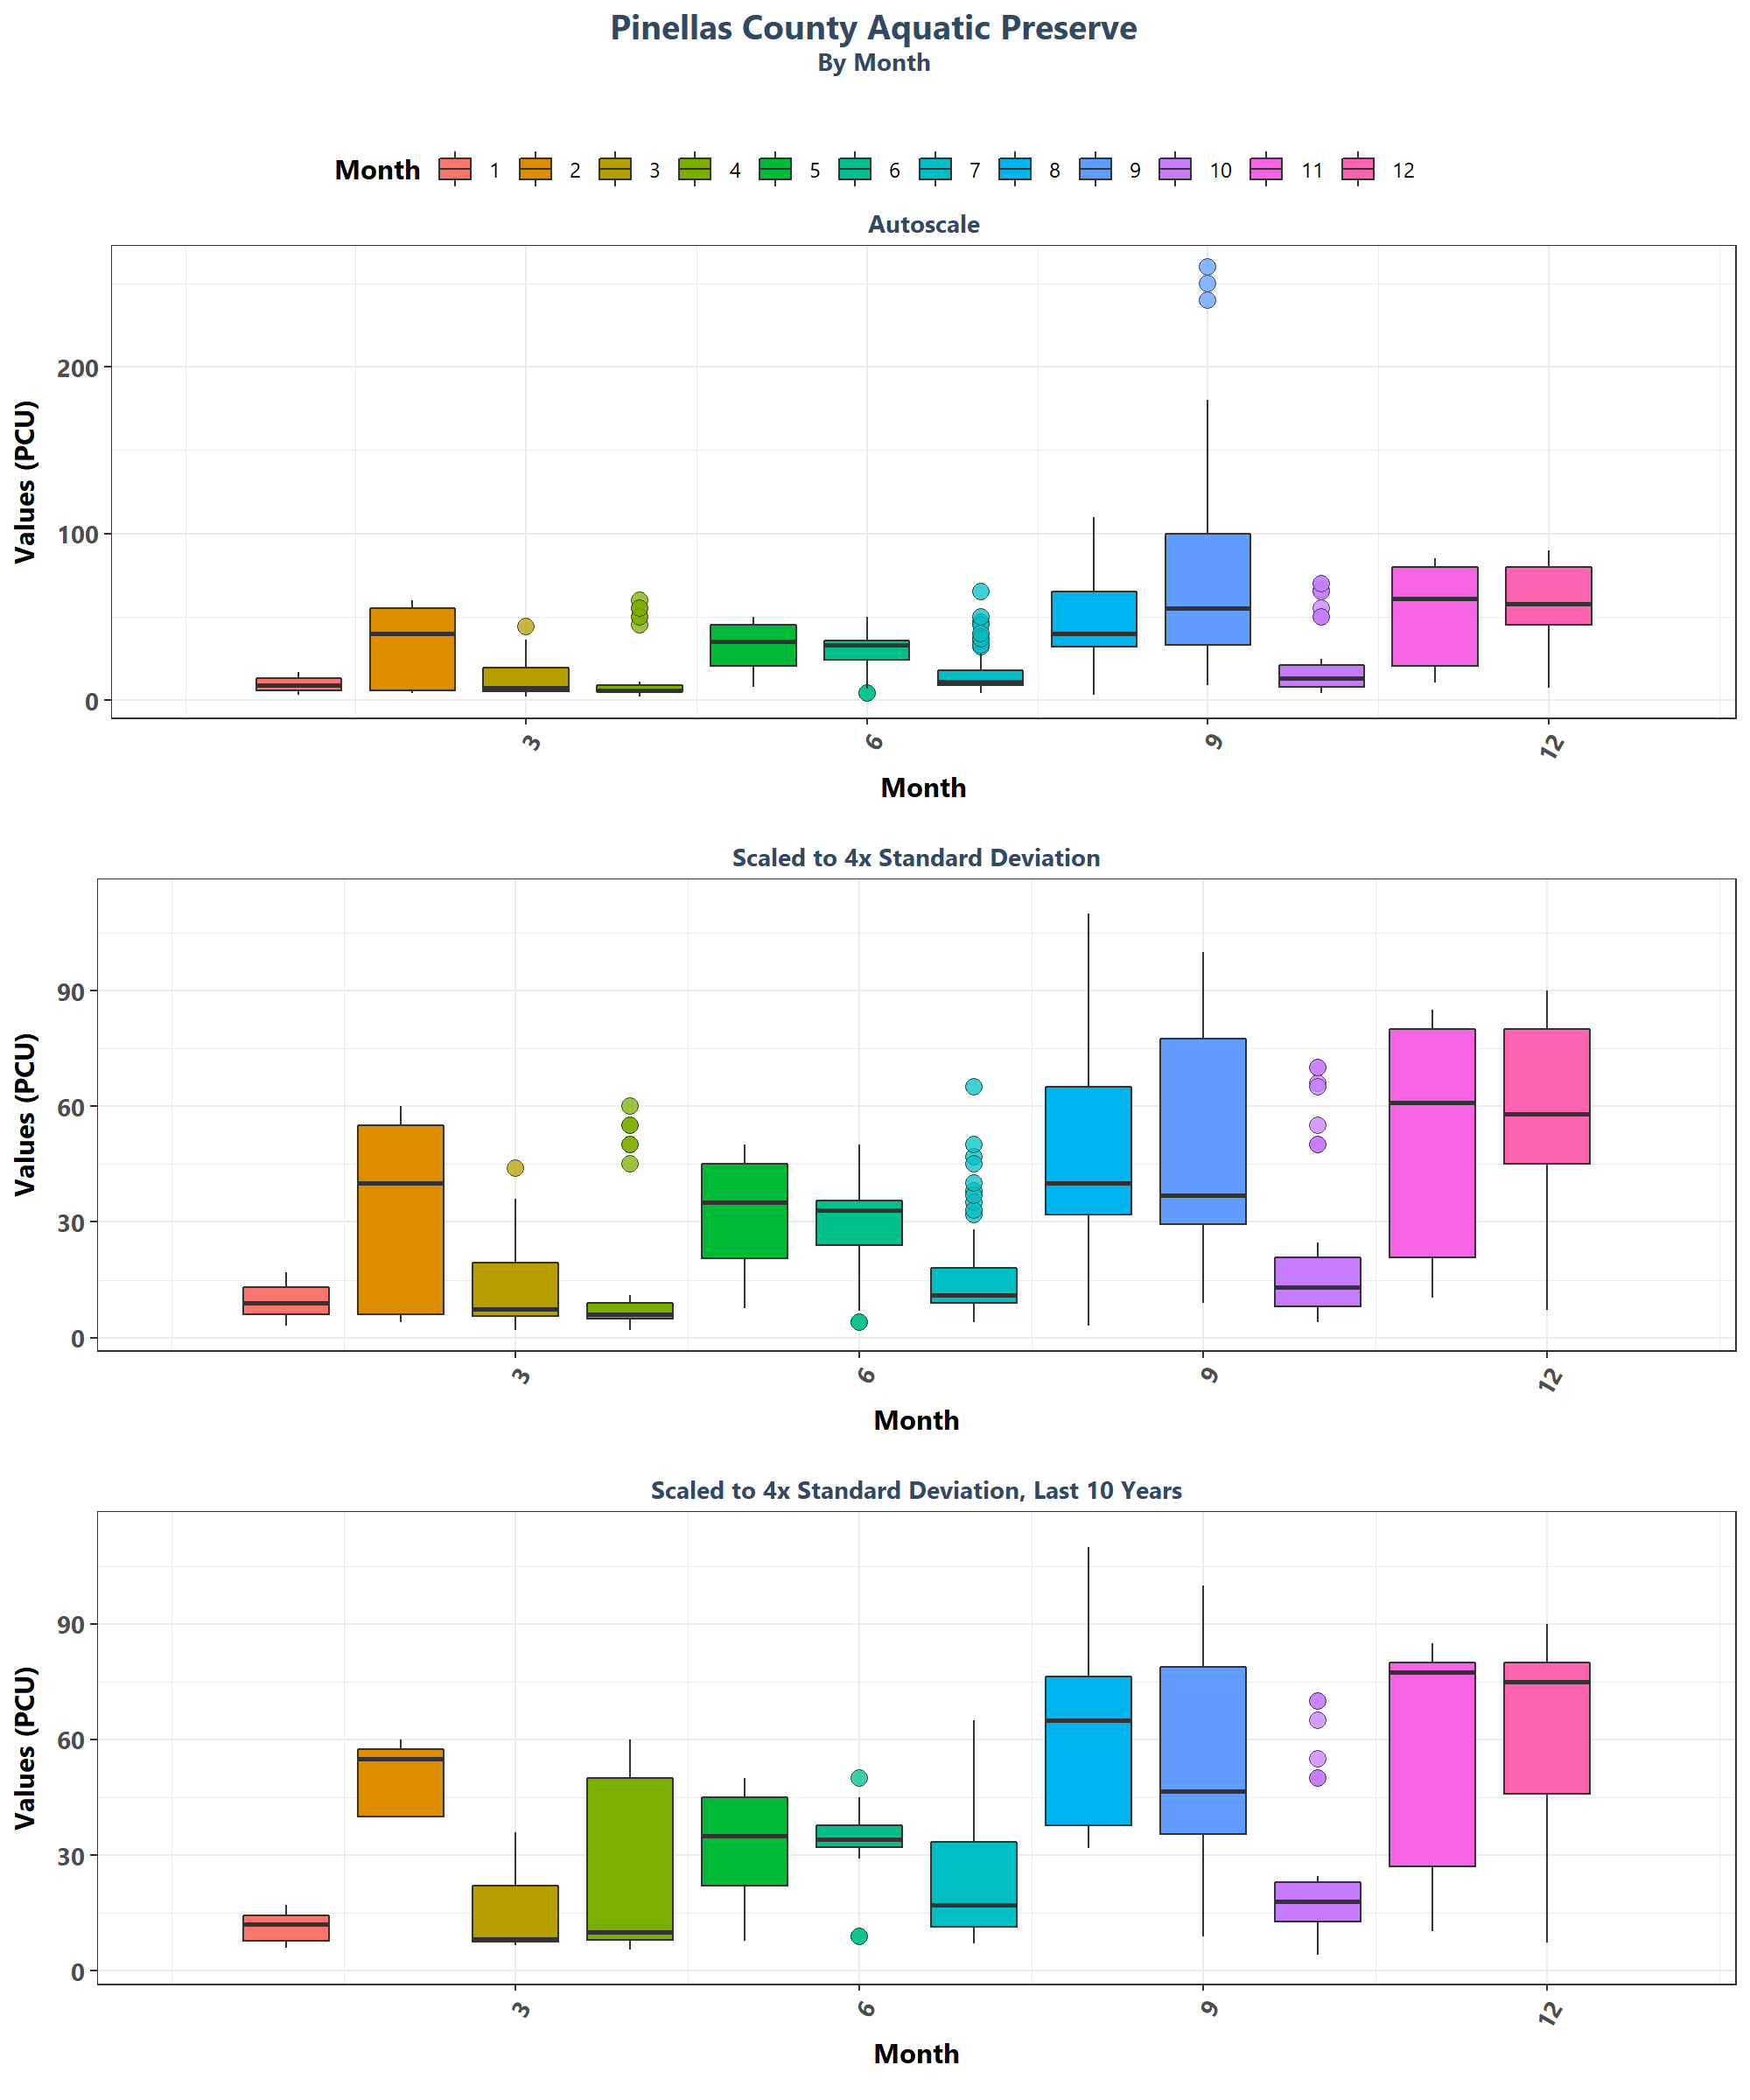 Pinellas County Aquatic Preserve
By Month
Month 1 2 3 4 5 6 7 8 9 10 11 12
Autoscale
Values (PCU)
200
100
0
3 6 9 12
Month
Scaled to 4x Standard Deviation
Values (PCU)
90
60
30
0
3 6 9 12
Month
Scaled to 4x Standard Deviation, Last 10 Years
Values (PCU)
90
60
30
0
3 6 9 12
Month